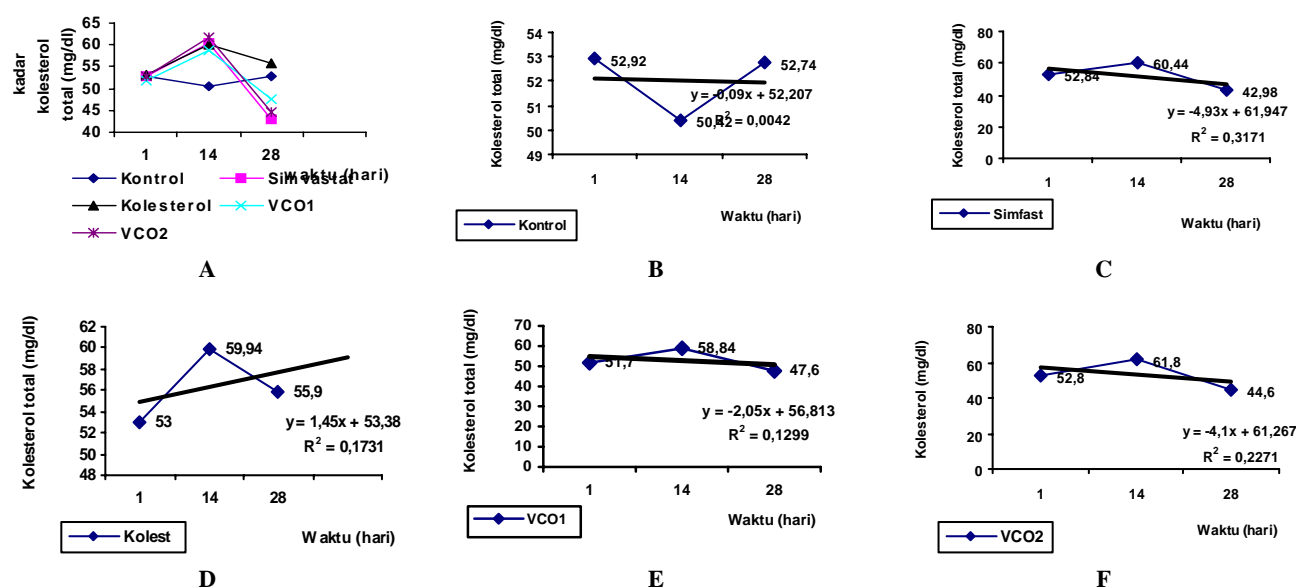 kadar
kolesterol
total (mg/dl)
65
60
55
50
45
40
1 14 28
waktu (hari)
Kontrol
Simvastat
Kolesterol
VCO1
VCO2
A
Kolesterol total (mg/dl)
54
53
52
51
50
49
52,92
50,42
52,74
y = -0,09x + 52,207
R² = 0,0042
1 14 28
Waktu (hari)
Kontrol
B
Kolesterol total (mg/dl)
80
60
40
20
0
52,84
60,44
42,98
y = -4,93x + 61,947
R² = 0,3171
1 14 28
Waktu (hari)
Simfast
C
Kolesterol total (mg/dl)
62
60
58
56
54
52
50
48
53
59,94
55,9
y = 1,45x + 53,38
R² = 0,1731
1 14 28
Waktu (hari)
Kolest
D
Kolesterol total (mg/dl)
70
60
50
40
30
20
10
0
51,7
58,84
47,6
y = -2,05x + 56,813
R² = 0,1299
1 14 28
Waktu (hari)
VCO1
E
Kolesterol (mg/dl)
80
60
40
20
0
52,8
61,8
44,6
y = -4,1x + 61,267
R² = 0,2271
1 14 28
Waktu (hari)
VCO2
F